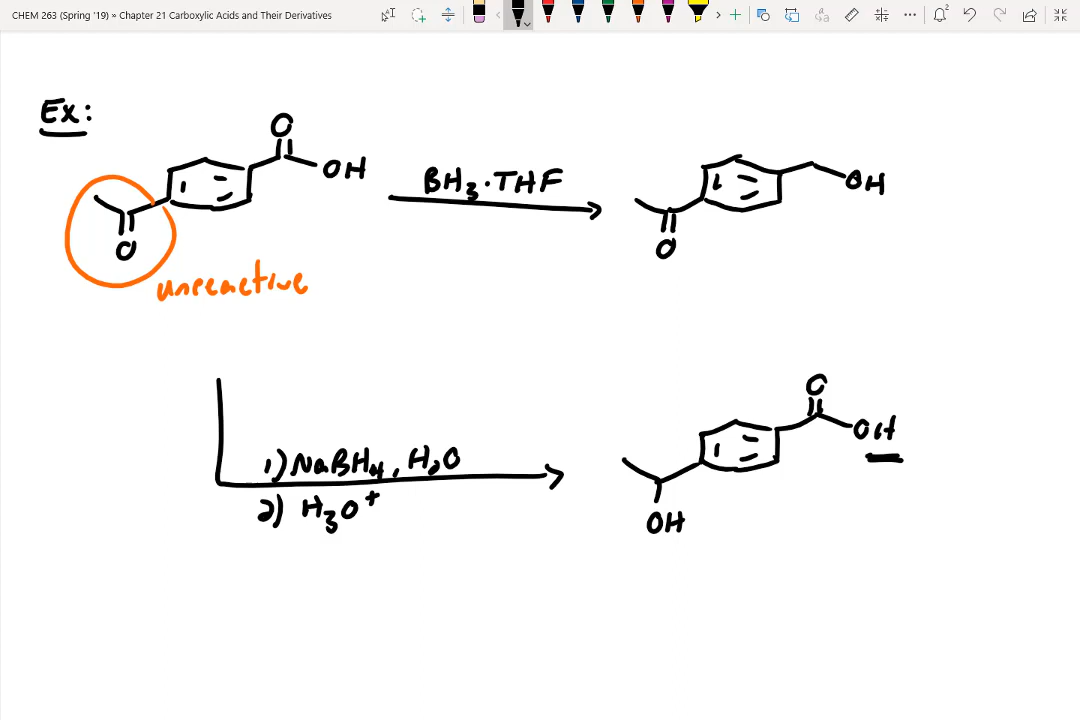 CHEM 263 (Spring '19) » Chapter 21 Carboxylic Acids and Their Derivatives
2
Ex:
O
OH
BH3·THF
OH
O
O
unreactive
O
OH
1) NaBH4, H2O
2) H3O+
OH